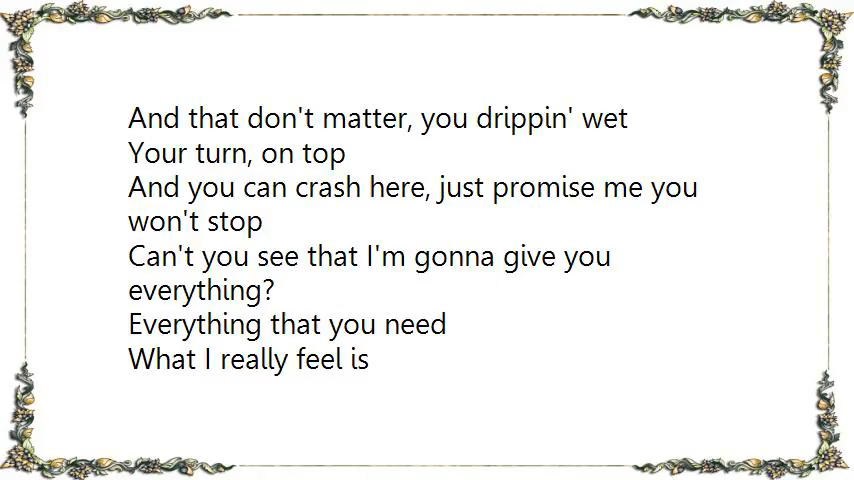 And that don't matter, you drippin' wet
Your turn, on top
And you can crash here, just promise me you
won't stop
Can't you see that I'm gonna give you
everything?
Everything that you need
What I really feel is